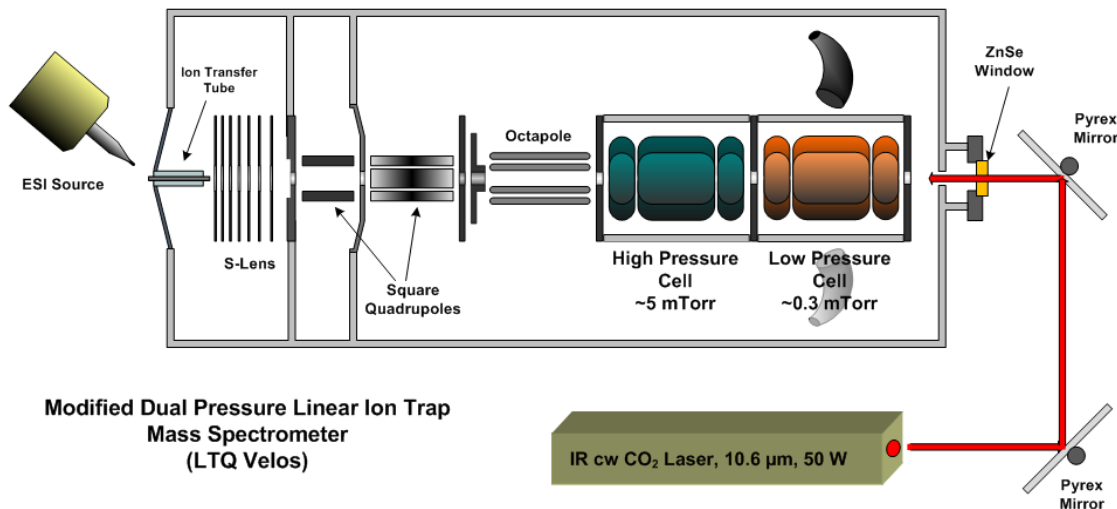 Ion Transfer
Tube
ESI Source
S-Lens
Square
Quadrupoles
Octapole
High Pressure
Cell
~5 mTorr
Low Pressure
Cell
~0.3 mTorr
ZnSe
Window
Pyrex
Mirror
Modified Dual Pressure Linear Ion Trap
Mass Spectrometer
(LTQ Velos)
IR cw CO₂ Laser, 10.6 µm, 50 W
Pyrex
Mirror